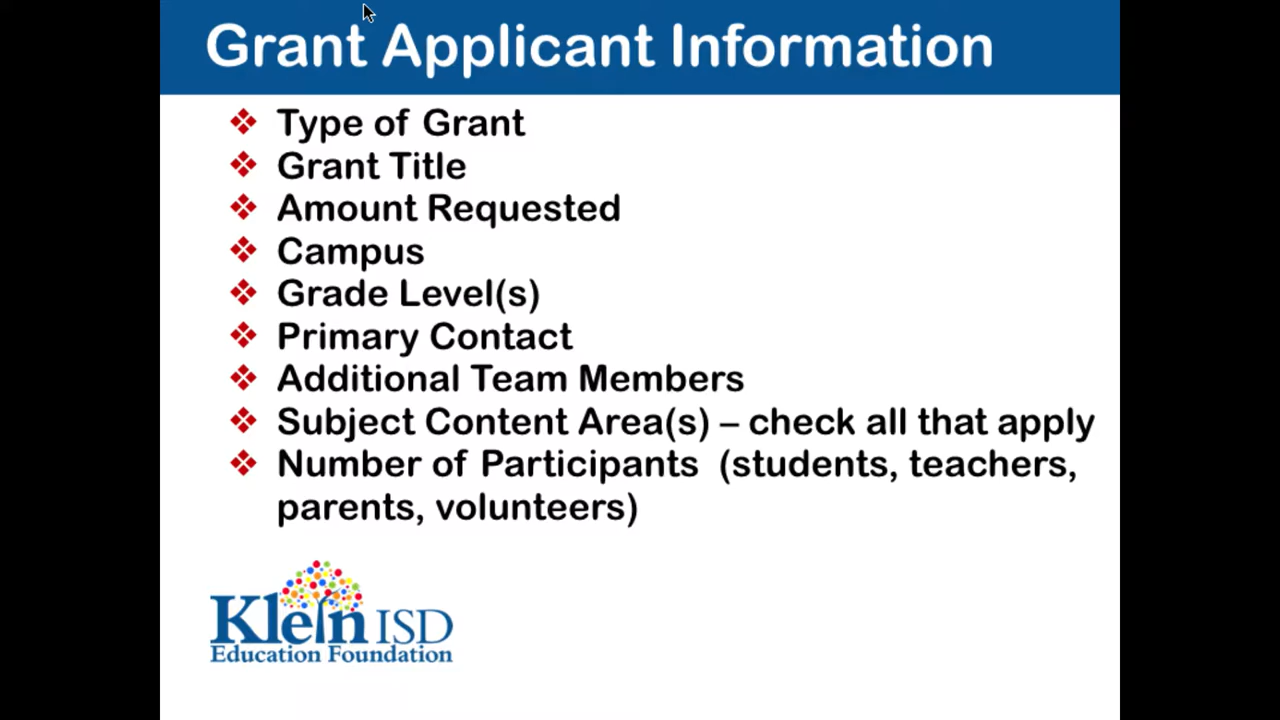 Grant Applicant Information
❖ Type of Grant
❖ Grant Title
❖ Amount Requested
❖ Campus
❖ Grade Level(s)
❖ Primary Contact
❖ Additional Team Members
❖ Subject Content Area(s) – check all that apply
❖ Number of Participants (students, teachers,
parents, volunteers)
Klein ISD
Education Foundation